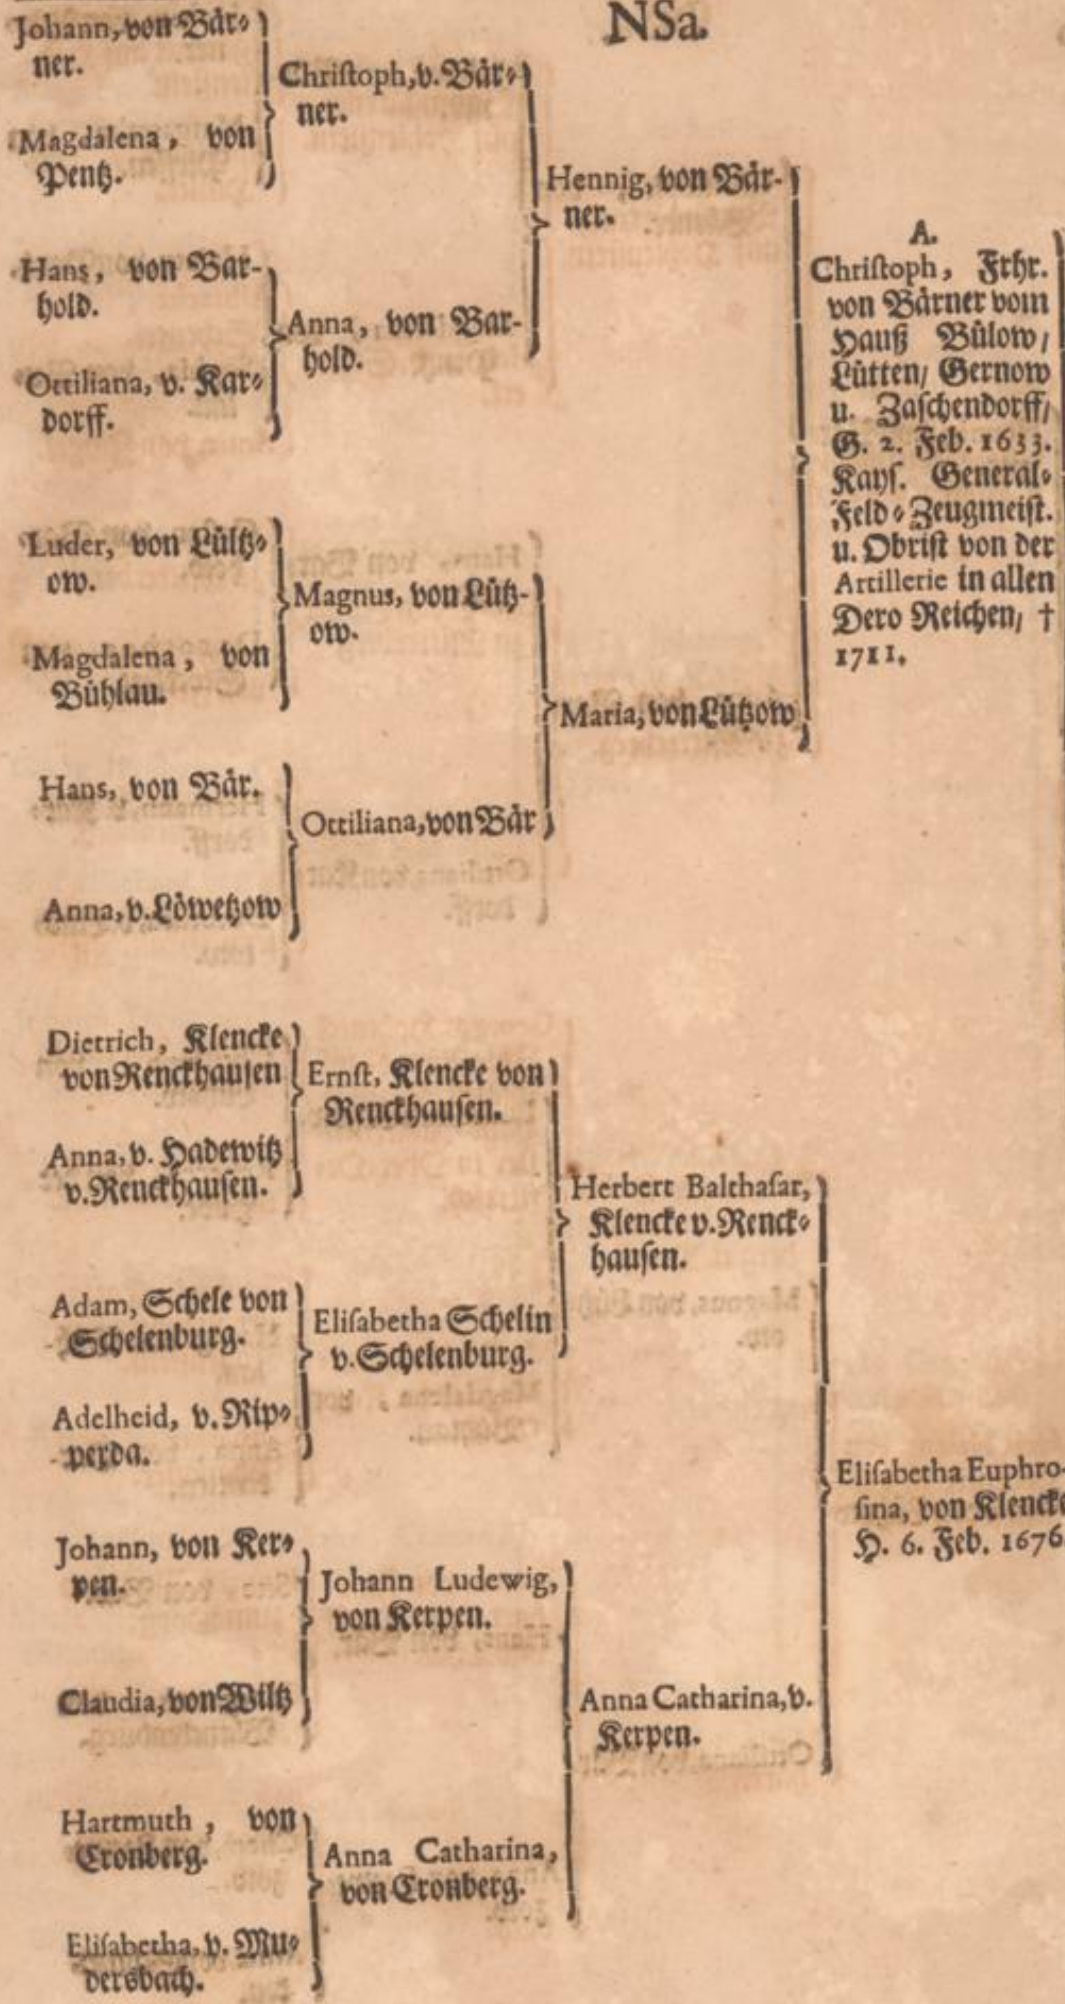 NSa.
Johann, von Bär-
ner.
Magdalena, von
Pentz.
Hans, von Bar-
hold.
Ottiliana, v. Kar-
dorff.
Luder, von Lültz-
ow.
Magdalena, von
Bühlau.
Hans, von Bär.
Anna, v. Löwetzow
Dietrich, Klencke
von Renckhausen
Anna, v. Hadewitz
v. Renckhausen.
Adam, Schele von
Schelenburg.
Adelheid, v. Rip-
perda.
Johann, von Ker-
pen.
Claudia, von Wiltz
Hartmuth, von
Cronberg.
Elisabetha, v. Mu-
dersbach.
Christoph, v. Bär-
ner.
Anna, von Bar-
hold.
Magnus, von Lütz-
ow.
Ottiliana, von Bär
Ernst, Klencke von
Renckhausen.
Elisabetha Schelin
v. Schelenburg.
Johann Ludewig,
von Kerpen.
Anna Catharina,
von Cronberg.
Hennig, von Bär-
ner.
Maria, von Lützow
Herbert Balthasar,
Klencke v. Renck-
hausen.
Anna Catharina, v.
Kerpen.
A.
Christoph, Frhr.
von Bärner vom
Hauß Bülow,
Lütten, Gernow
u. Zaschendorff,
G. 2. Feb. 1633.
Kays. General-
Feld-Zeugmeist.
u. Obrist von der
Artillerie in allen
Dero Reichen, †
1711.
Elisabetha Euphro-
sina, von Klencke
H. 6. Feb. 1676